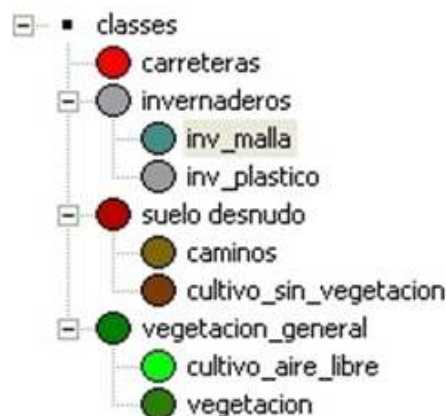 classes
carreteras
invernaderos
inv_malla
inv_plastico
suelo desnudo
caminos
cultivo_sin_vegetacion
vegetacion_general
cultivo_aire_libre
vegetacion